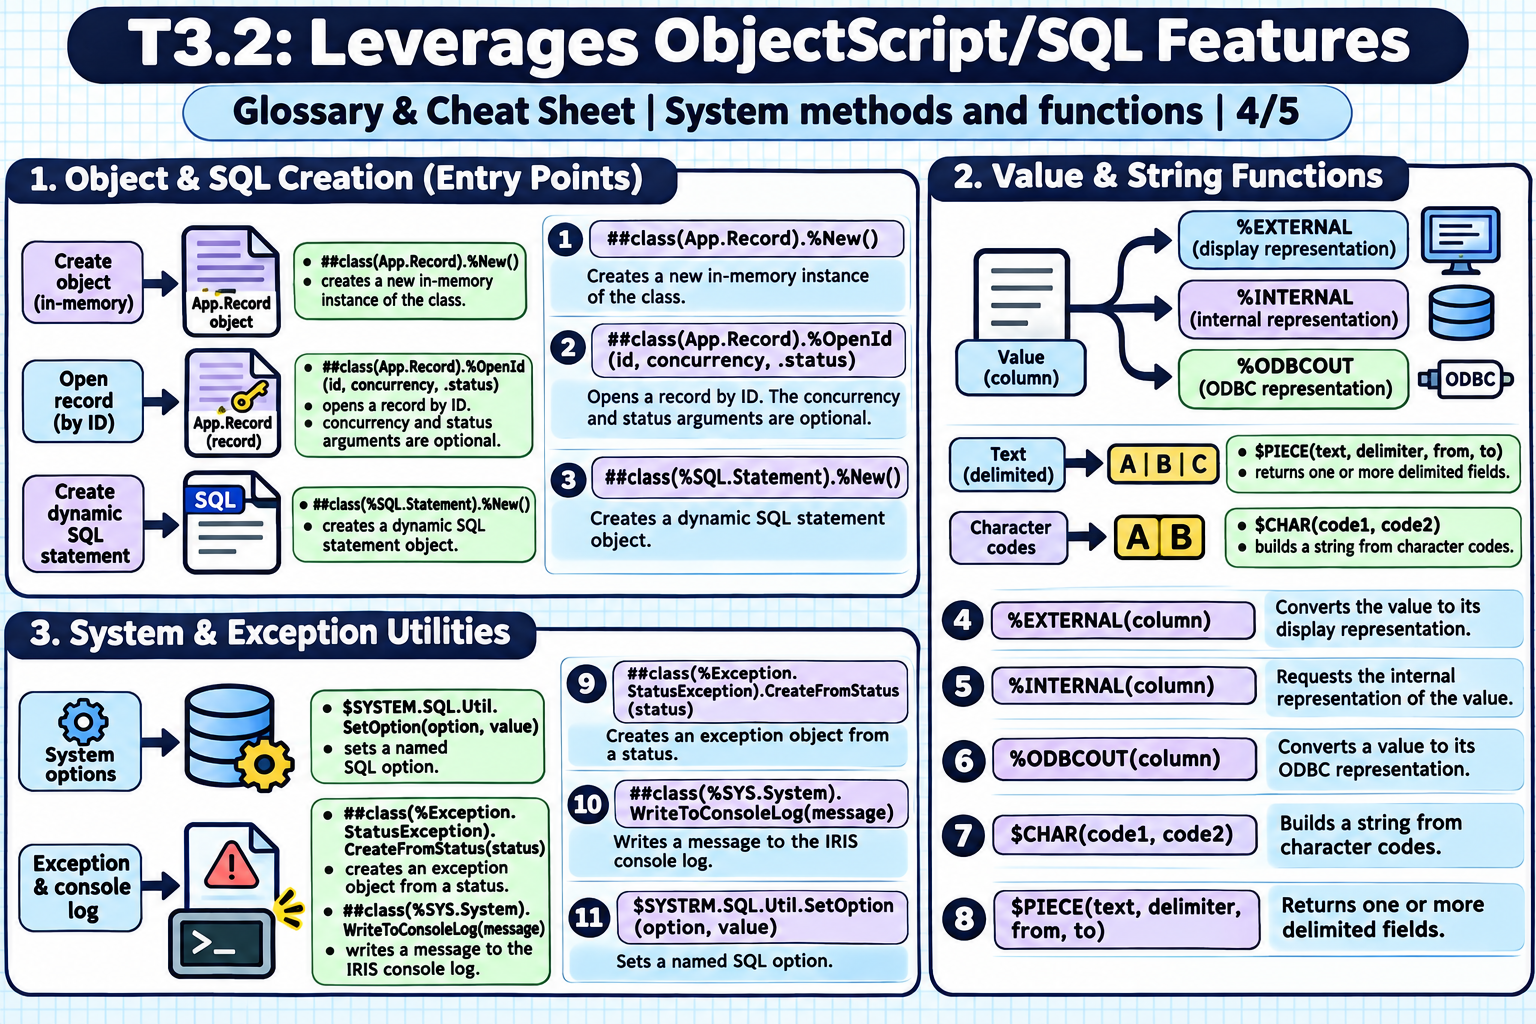 T3.2: Leverages ObjectScript/SQL Features
Glossary & Cheat Sheet | System methods and functions | 4/5
1. Object & SQL Creation (Entry Points)
Create
object
(in-memory)
App.Record
object
• ##class(App.Record).%New()
• creates a new in-memory
instance of the class.
Open
record
(by ID)
App.Record
(record)
• ##class(App.Record).%OpenId
(id, concurrency, .status)
• opens a record by ID.
• concurrency and status
arguments are optional.
Create
dynamic
SQL
statement
SQL
• ##class(%SQL.Statement).%New()
• creates a dynamic SQL
statement object.
1
##class(App.Record).%New()
Creates a new in-memory instance
of the class.
2
##class(App.Record).%OpenId
(id, concurrency, .status)
Opens a record by ID. The concurrency
and status arguments are optional.
3
##class(%SQL.Statement).%New()
Creates a dynamic SQL statement
object.
2. Value & String Functions
Value
(column)
%EXTERNAL
(display representation)
%INTERNAL
(internal representation)
%ODBCOUT
(ODBC representation)
ODBC
Text
(delimited)
A|B|C
• $PIECE(text, delimiter, from, to)
• returns one or more delimited fields.
Character
codes
A B
• $CHAR(code1, code2)
• builds a string from character codes.
4
%EXTERNAL(column)
Converts the value to its
display representation.
5
%INTERNAL(column)
Requests the internal
representation of the value.
6
%ODBCOUT(column)
Converts a value to its
ODBC representation.
7
$CHAR(code1, code2)
Builds a string from
character codes.
8
$PIECE(text, delimiter,
from, to)
Returns one or more
delimited fields.
3. System & Exception Utilities
System
options
• $SYSTEM.SQL.Util.
SetOption(option, value)
• sets a named
SQL option.
Exception
& console
log
>_
• ##class(%Exception.
StatusException).
CreateFromStatus(status)
• creates an exception
object from a status.
• ##class(%SYS.System).
WriteToConsoleLog(message)
• writes a message to the
IRIS console log.
9
##class(%Exception.
StatusException).CreateFromStatus
(status)
Creates an exception object from
a status.
10
##class(%SYS.System).
WriteToConsoleLog(message)
Writes a message to the IRIS
console log.
11
$SYSTRM.SQL.Util.SetOption
(option, value)
Sets a named SQL option.